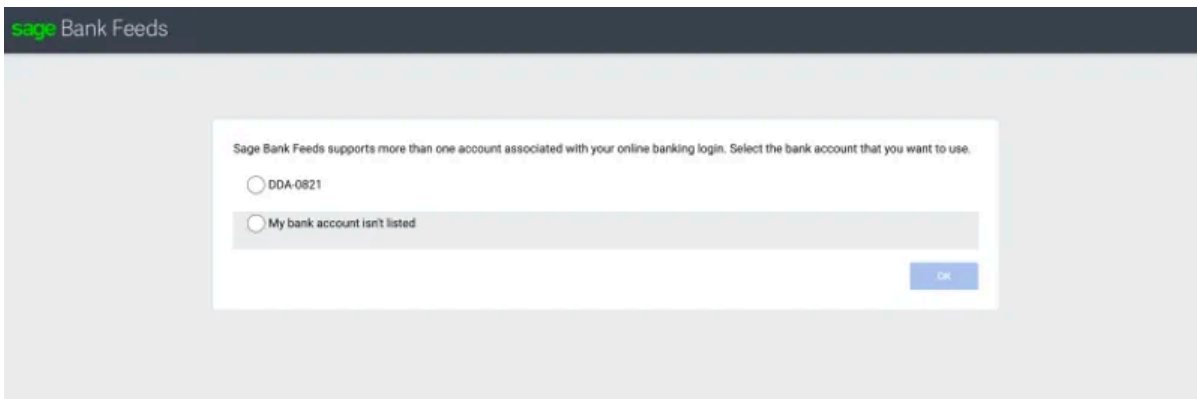 sage Bank Feeds
Sage Bank Feeds supports more than one account associated with your online banking login. Select the bank account that you want to use.
DDA-0821
My bank account isn't listed
OK